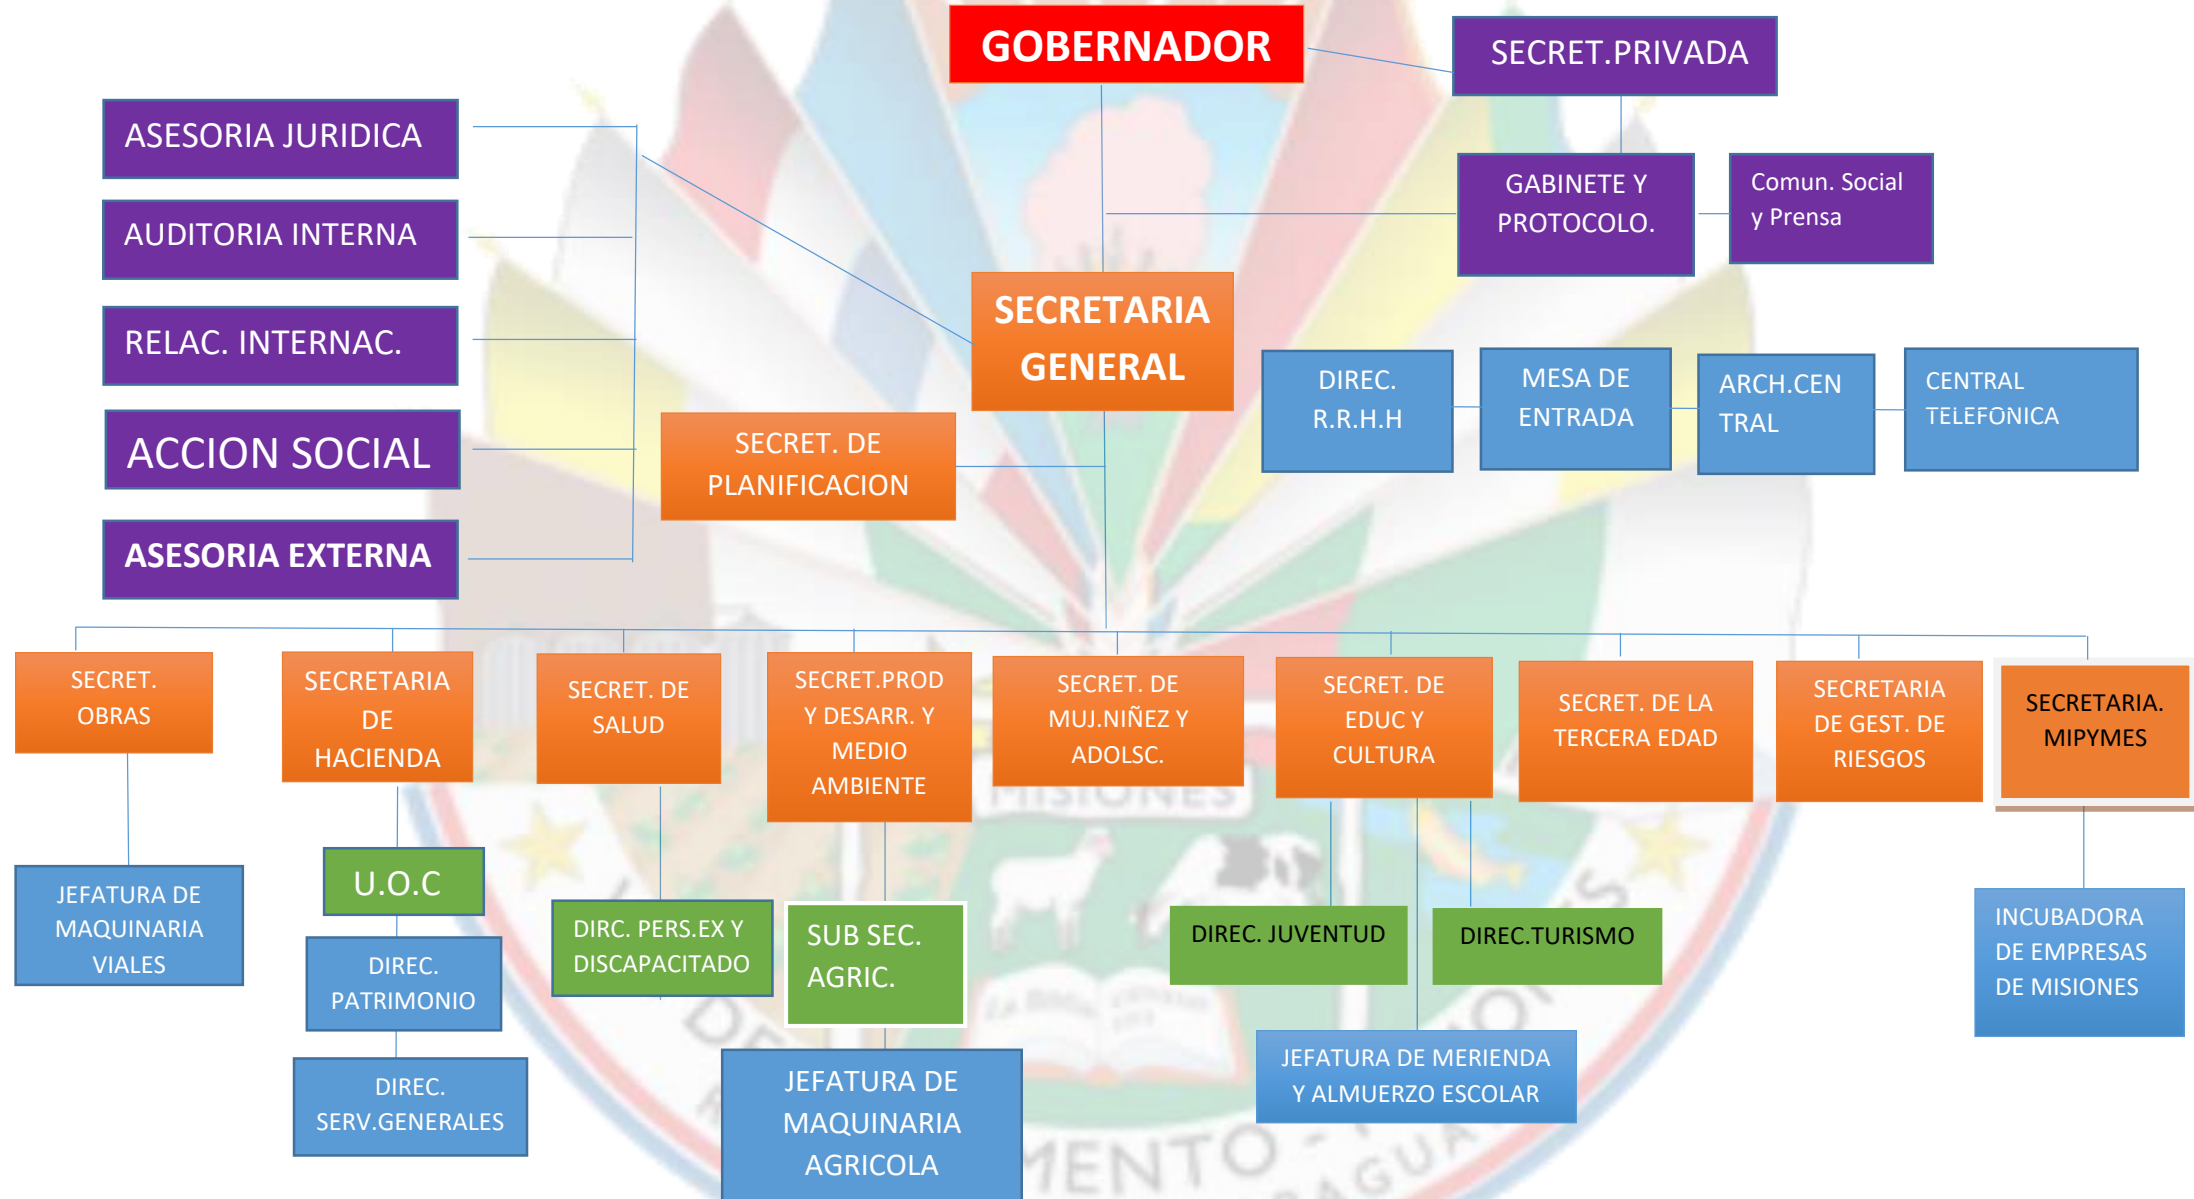 GOBERNADOR
SECRET.PRIVADA
ASESORIA JURIDICA
GABINETE Y
PROTOCOLO.
Comun. Social
y Prensa
AUDITORIA INTERNA
SECRETARIA
GENERAL
RELAC. INTERNAC.
DIREC.
R.R.H.H
MESA DE
ENTRADA
ARCH.CEN
TRAL
CENTRAL
TELEFONICA
ACCION SOCIAL
SECRET. DE
PLANIFICACION
ASESORIA EXTERNA
SECRET.
OBRAS
SECRETARIA
DE
HACIENDA
SECRET. DE
SALUD
SECRET.PROD
Y DESARR. Y
MEDIO
AMBIENTE
SECRET. DE
MUJ.NIÑEZ Y
ADOLSC.
SECRET. DE
EDUC Y
CULTURA
SECRET. DE LA
TERCERA EDAD
SECRETARIA
DE GEST. DE
RIESGOS
SECRETARIA.
MIPYMES
MISIONES
JEFATURA DE
MAQUINARIA
VIALES
U.O.C
DIREC.
PATRIMONIO
DIREC.
SERV.GENERALES
DIRC. PERS.EX Y
DISCAPACITADO
SUB SEC.
AGRIC.
JEFATURA DE
MAQUINARIA
AGRICOLA
DIREC. JUVENTUD
DIREC.TURISMO
JEFATURA DE MERIENDA
Y ALMUERZO ESCOLAR
INCUBADORA
DE EMPRESAS
DE MISIONES
La Biblia